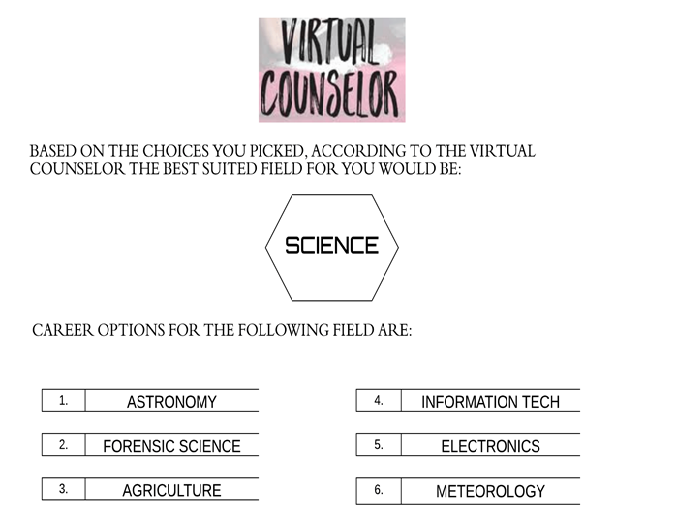 VIRTUAL
COUNSELOR
BASED ON THE CHOICES YOU PICKED, ACCORDING TO THE VIRTUAL
COUNSELOR THE BEST SUITED FIELD FOR YOU WOULD BE:
SCIENCE
CAREER OPTIONS FOR THE FOLLOWING FIELD ARE:
1. ASTRONOMY
2. FORENSIC SCIENCE
3. AGRICULTURE
4. INFORMATION TECH
5. ELECTRONICS
6. METEOROLOGY